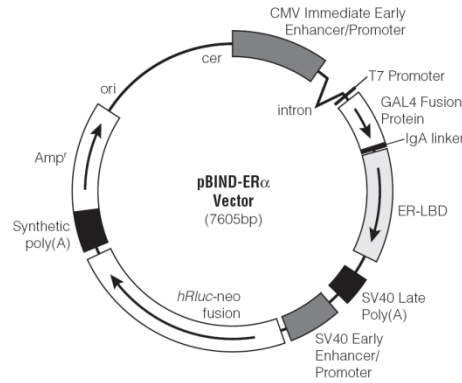 CMV Immediate Early
Enhancer/Promoter
cer
T7 Promoter
ori
intron
GAL4 Fusion
Protein
IgA linker
Ampʳ
pBIND-ERα
Vector
(7605bp)
ER-LBD
Synthetic
poly(A)
hRluc-neo
fusion
SV40 Late
Poly(A)
SV40 Early
Enhancer/
Promoter